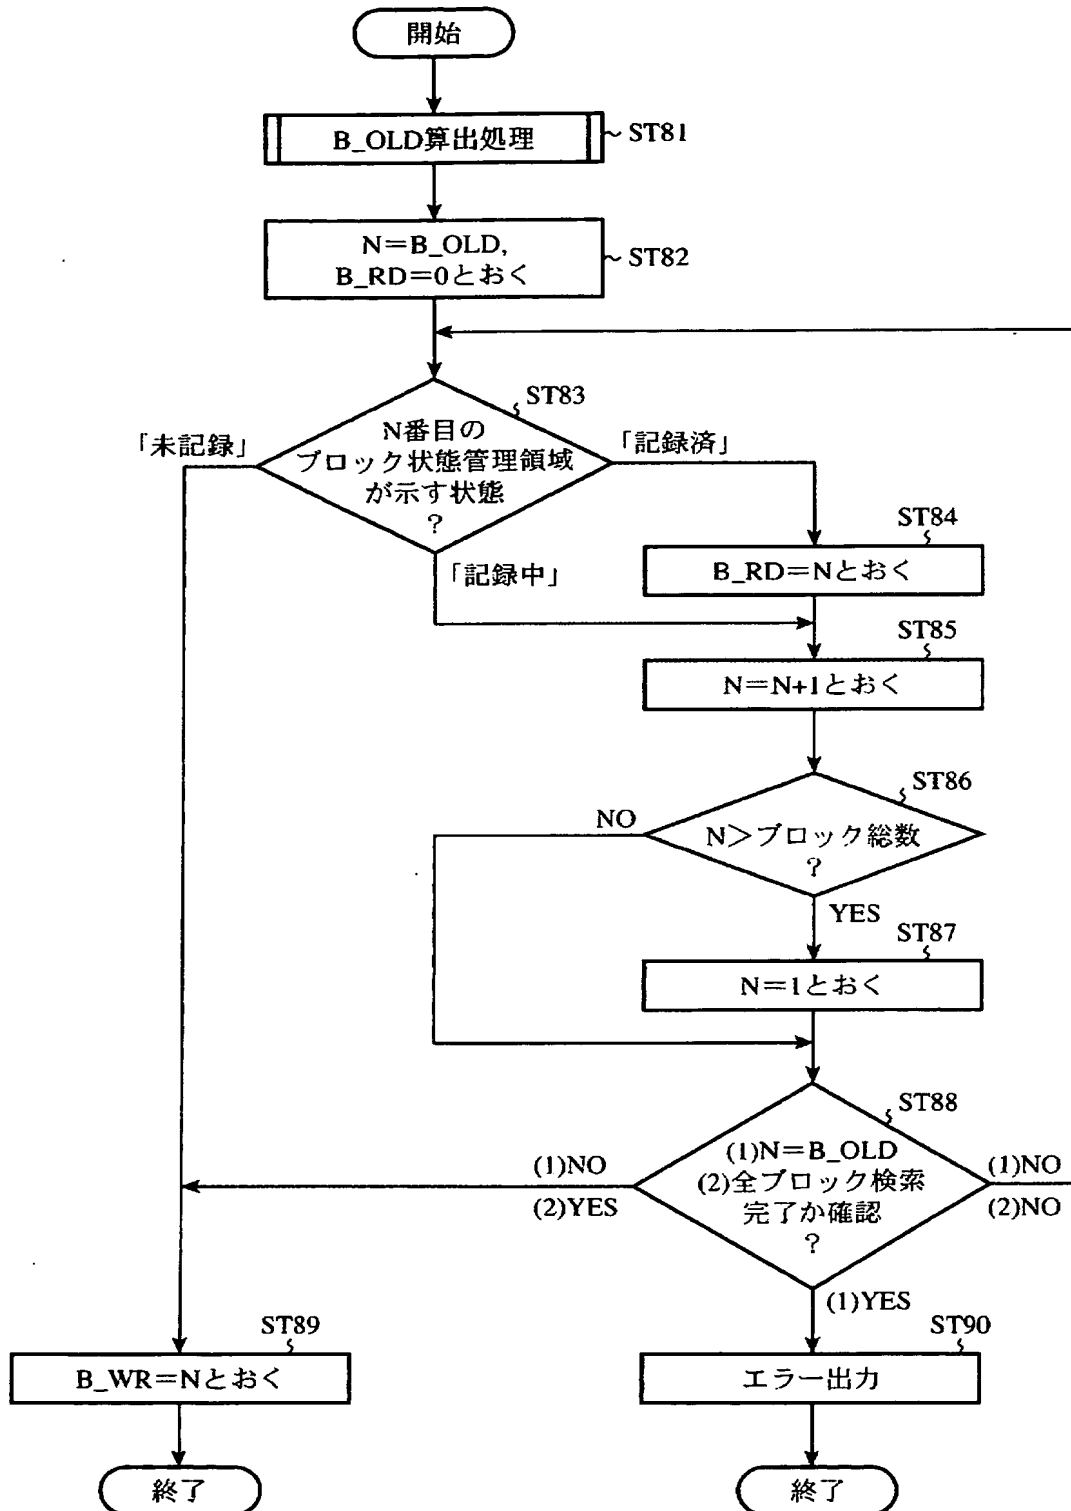 開始
B_OLD算出処理
ST81
N=B_OLD,
B_RD=0とおく
ST82
ST83
N番目の
ブロック状態管理領域
が示す状態
?
「未記録」
「記録済」
「記録中」
ST84
B_RD=Nとおく
ST85
N=N+1とおく
ST86
N>ブロック総数
?
NO
YES
ST87
N=1とおく
ST88
(1)N=B_OLD
(2)全ブロック検索
完了か確認
?
(1)NO
(2)YES
(1)NO
(2)NO
(1)YES
ST89
B_WR=Nとおく
ST90
エラー出力
終了
終了